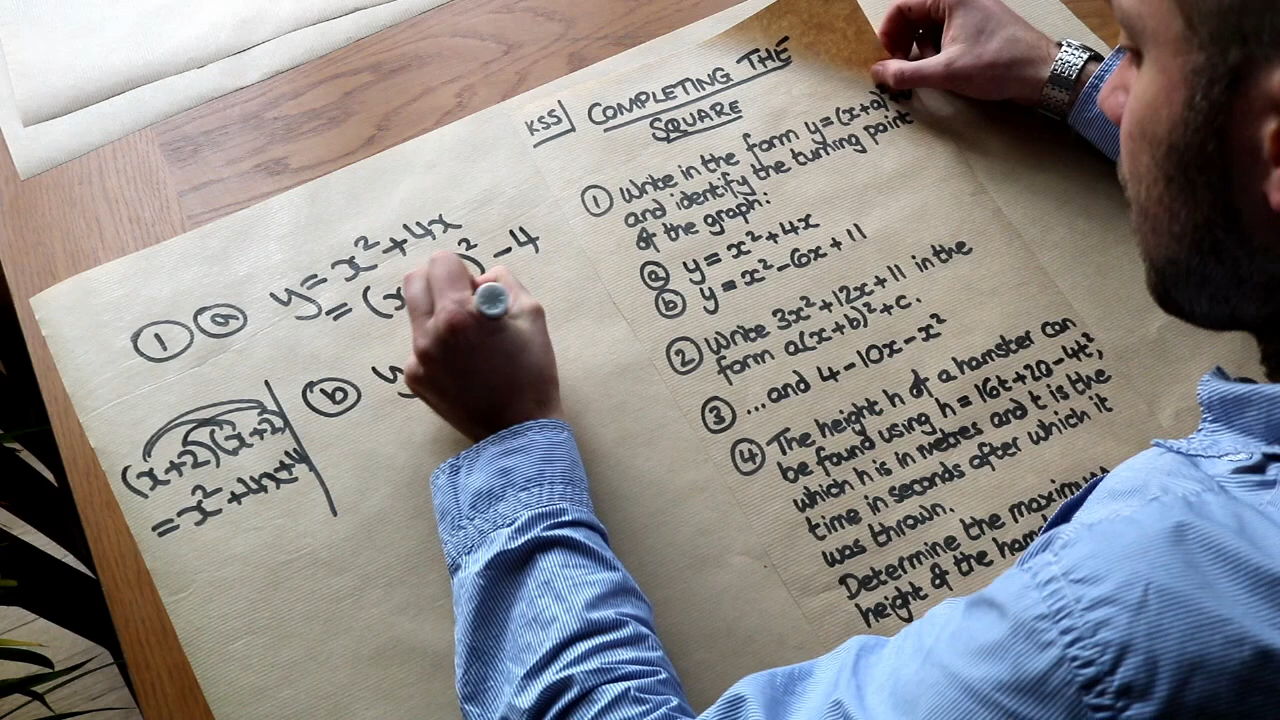 KS5 COMPLETING THE
SQUARE
① Write in the form y=(x+a)²
and identify the turning point
of the graph:
ⓐ y = x²+4x
ⓑ y = x²-6x+11
② Write 3x²+12x+11 in the
form a(x+b)²+c.
③ ...and 4-10x-x²
④ The height h of a hamster can
be found using h=16t+20-4t²,
which h is in metres and t is the
time in seconds after which it
was thrown.
Determine the maximum
height of the
① ⓐ y = x²+4x
= (x )²-4
ⓑ y
(x+2)(x+2)
= x²+4x+4